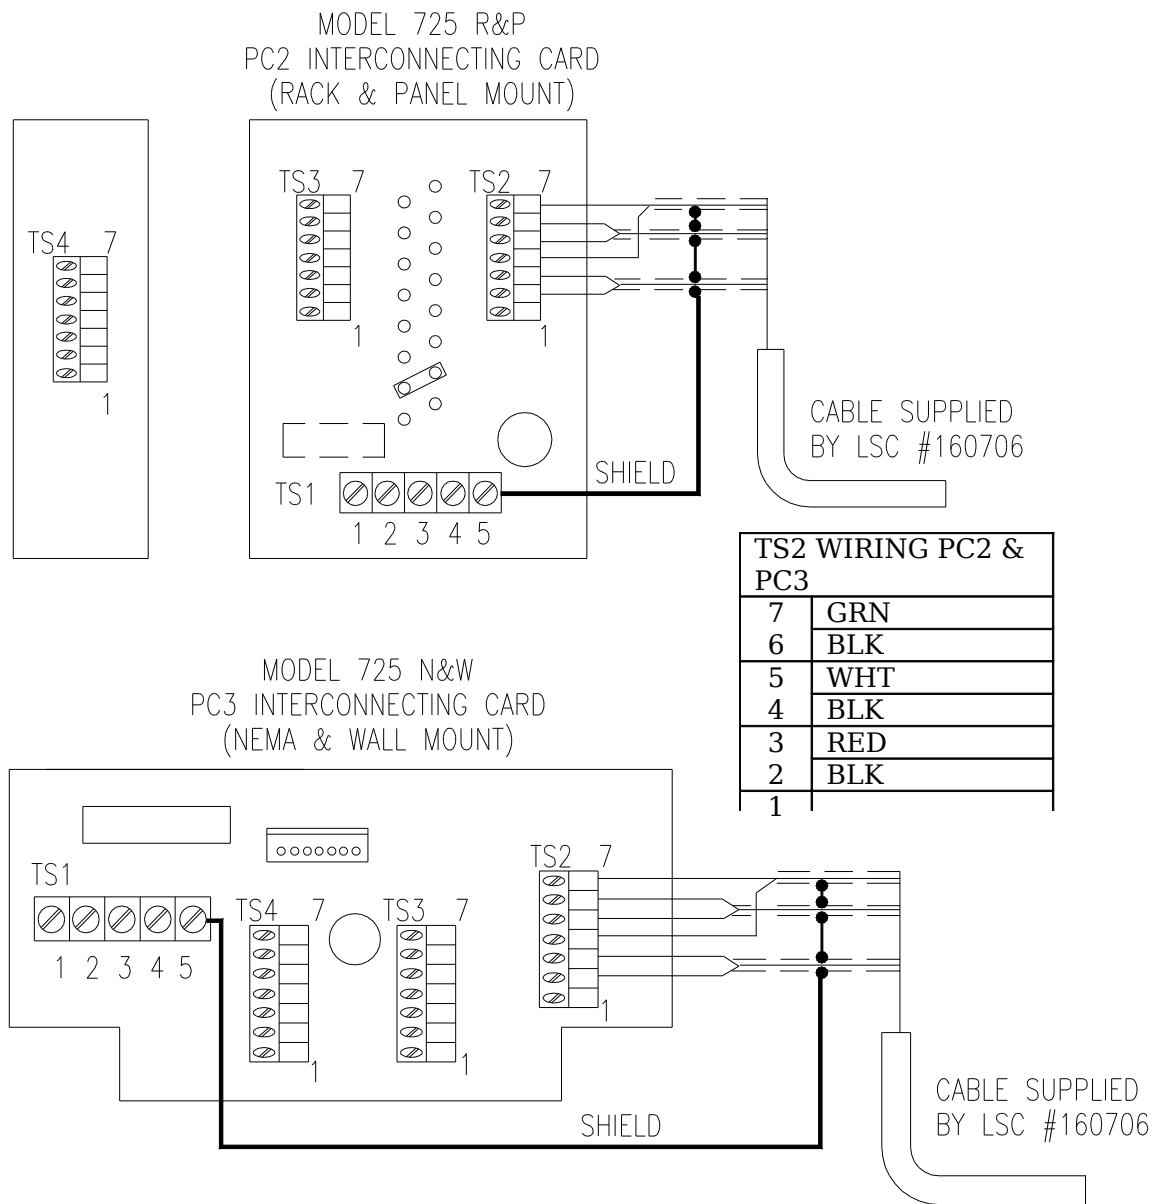 MODEL 725 R&P
PC2 INTERCONNECTING CARD
(RACK & PANEL MOUNT)
TS4 7
1
TS3 7
1
TS2 7
1
TS1
1 2 3 4 5
SHIELD
CABLE SUPPLIED
BY LSC #160706
TS2 WIRING PC2 &
PC3
7 GRN
6 BLK
5 WHT
4 BLK
3 RED
2 BLK
1
MODEL 725 N&W
PC3 INTERCONNECTING CARD
(NEMA & WALL MOUNT)
TS1
1 2 3 4 5
TS4 7
1
TS3 7
1
TS2 7
1
SHIELD
CABLE SUPPLIED
BY LSC #160706